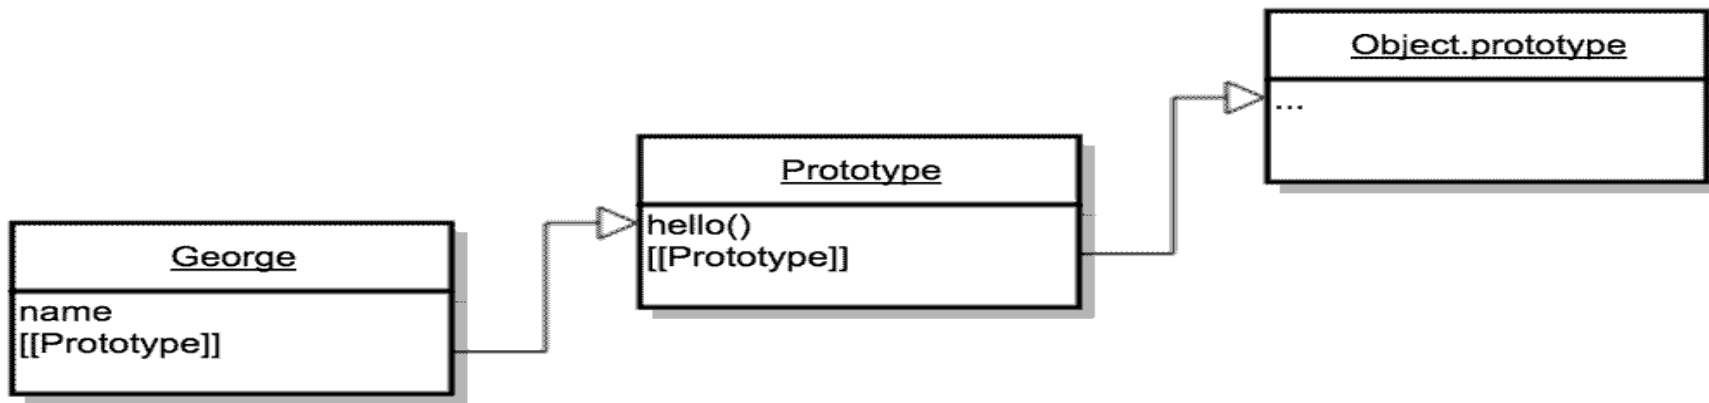 George
name
[[Prototype]]
Prototype
hello()
[[Prototype]]
Object.prototype
...